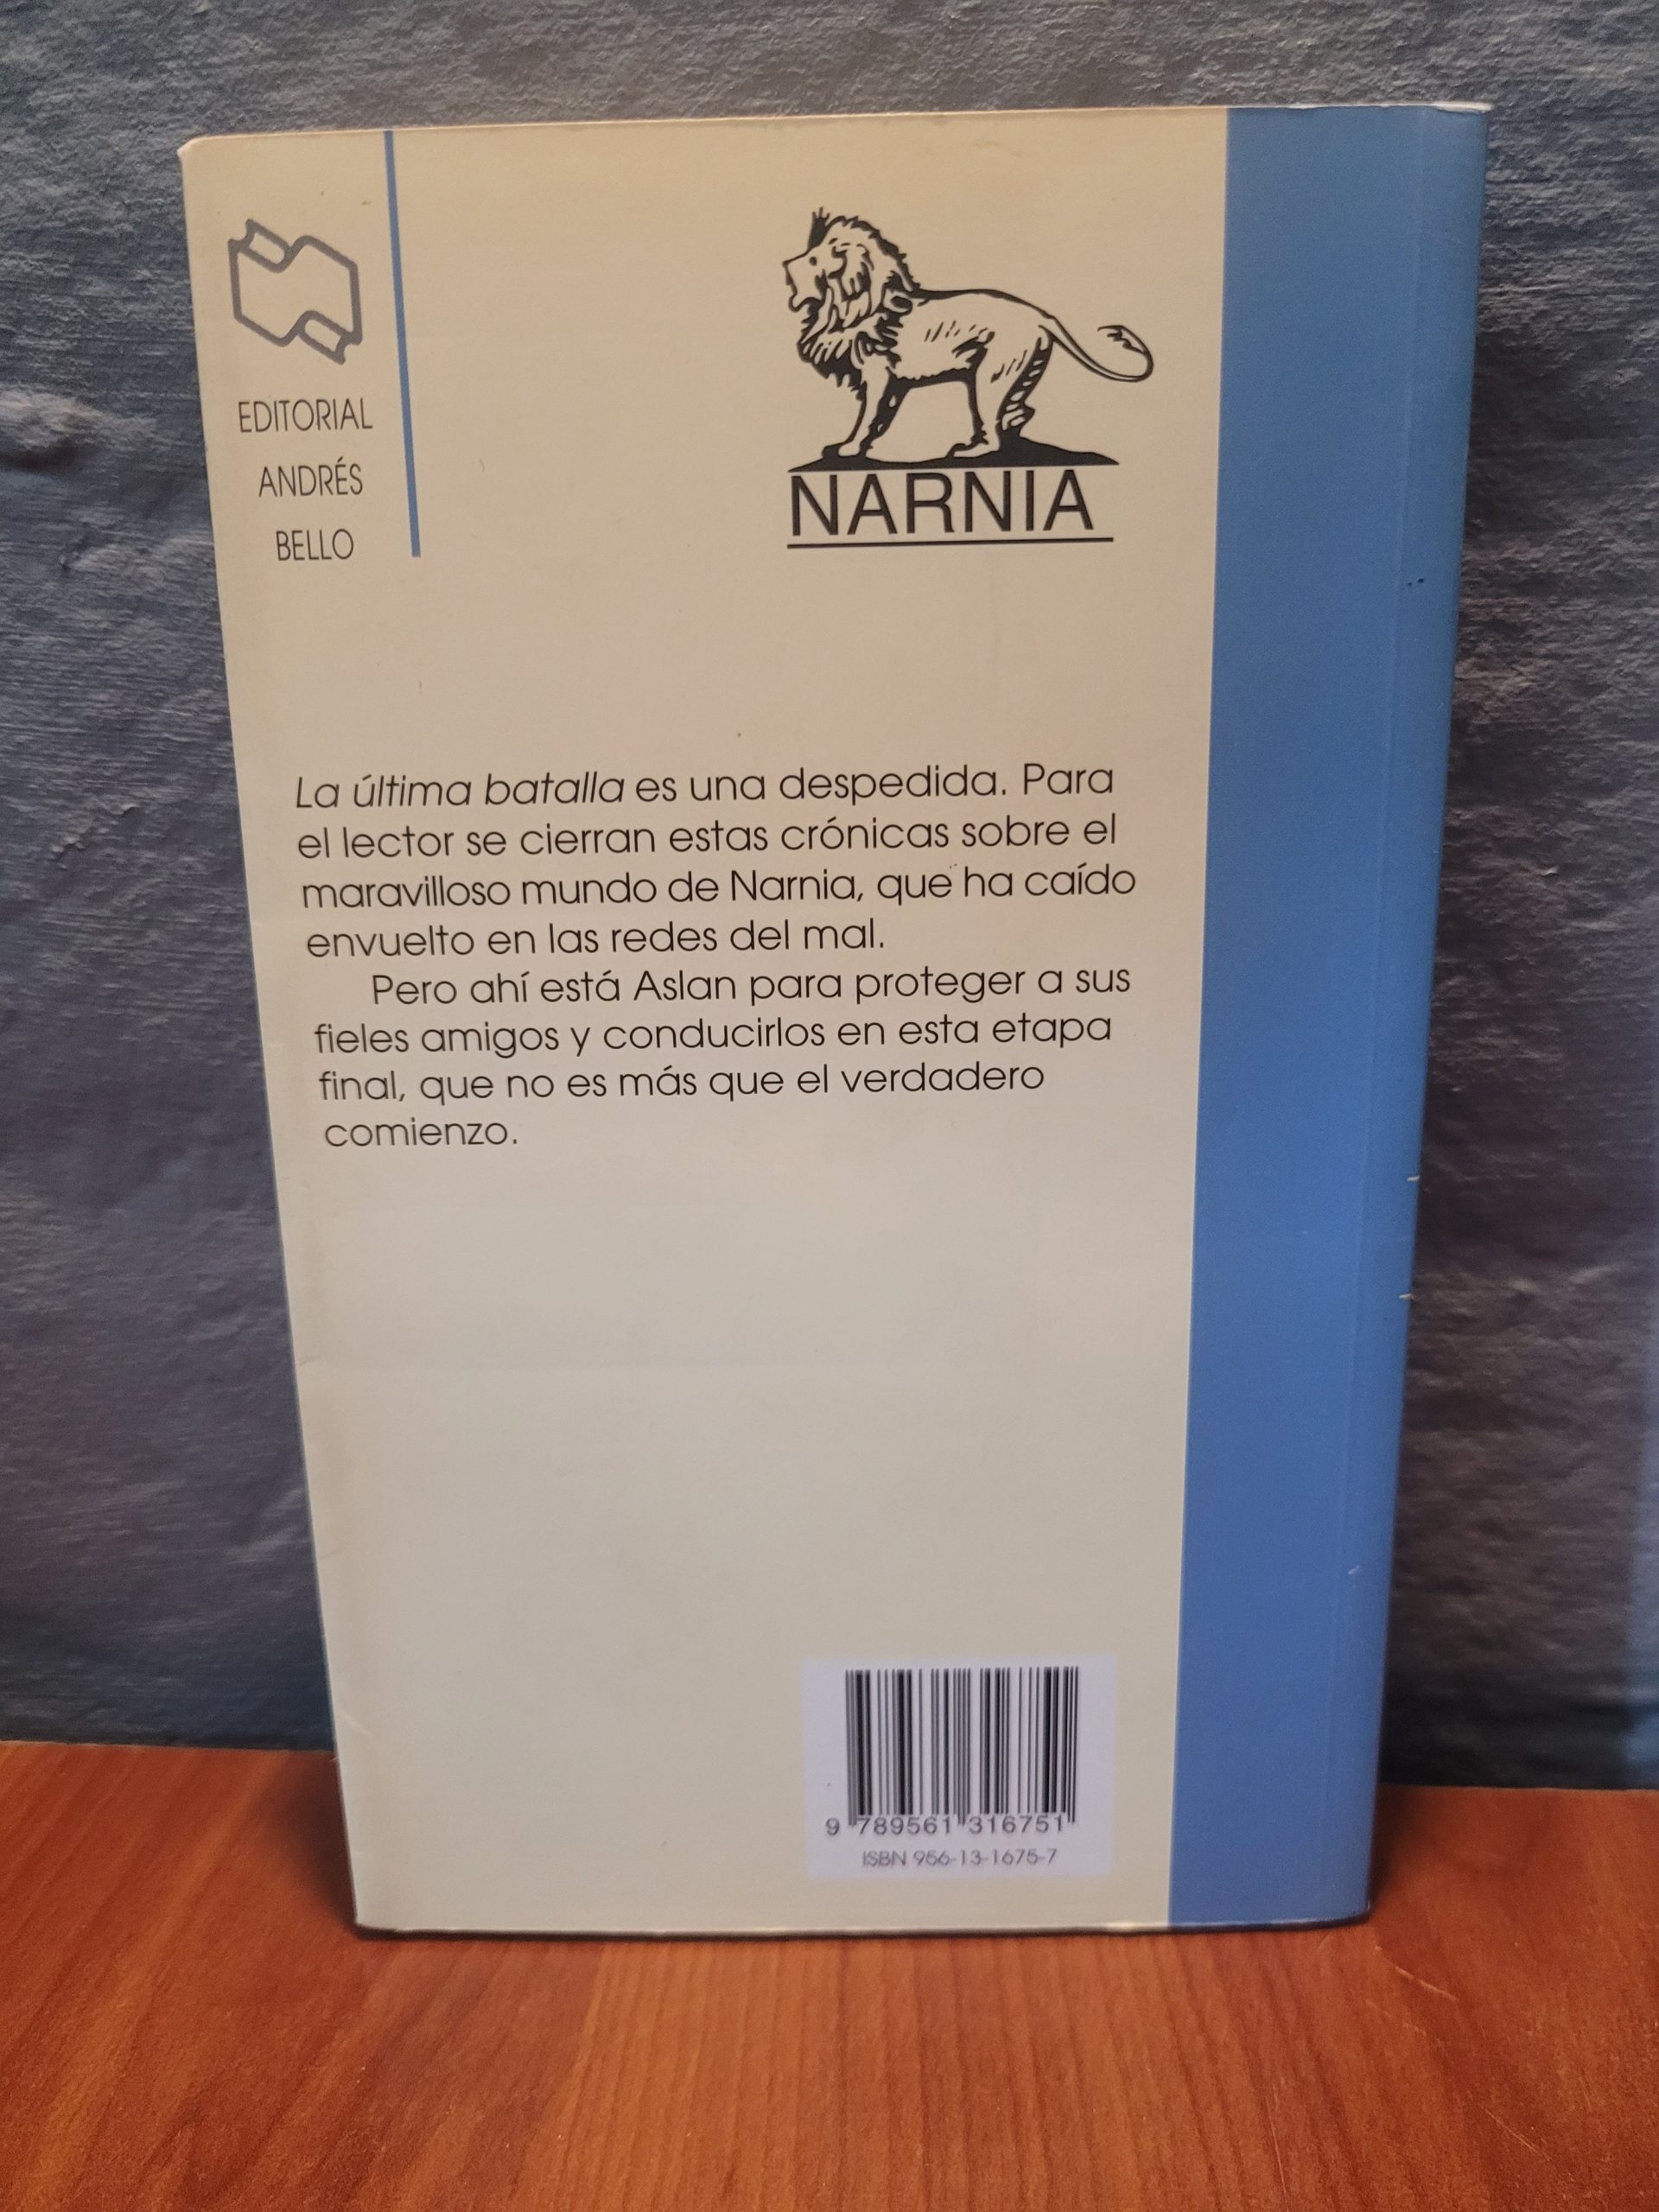 EDITORIAL
ANDRÉS
BELLO
NARNIA
La última batalla es una despedida. Para
el lector se cierran estas crónicas sobre el
maravilloso mundo de Narnia, que ha caído
envuelto en las redes del mal.
Pero ahí está Aslan para proteger a sus
fieles amigos y conducirlos en esta etapa
final, que no es más que el verdadero
comienzo.
9 789561 316751
ISBN 956-13-1675-7